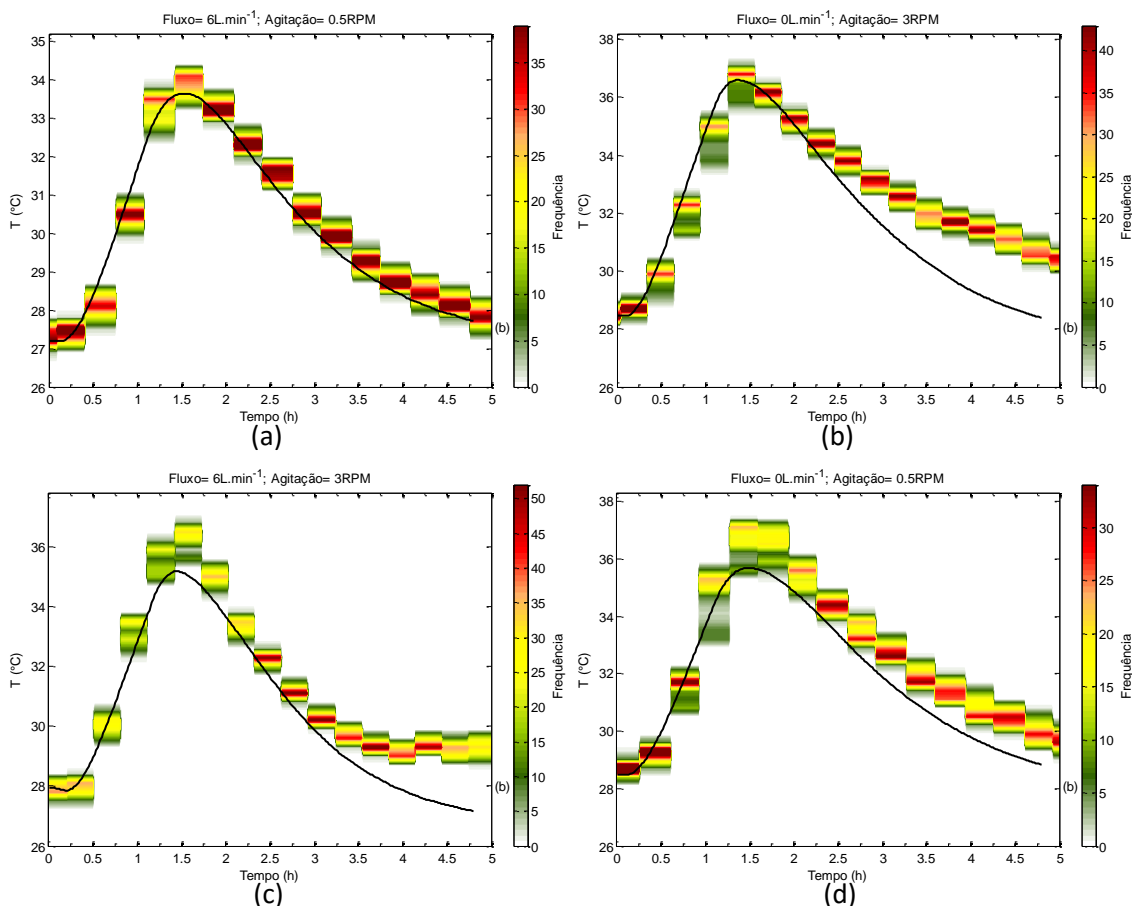 Fluxo= 6L.min⁻¹; Agitação= 0.5RPM
35
34
33
32
31
30
29
28
27
26
T (°C)
0 0.5 1 1.5 2 2.5 3 3.5 4 4.5 5
Tempo (h)
(b)
35
30
25
20
15
10
5
0
Frequência
(a)
Fluxo= 0L.min⁻¹; Agitação= 3RPM
38
36
34
32
30
28
26
T (°C)
0 0.5 1 1.5 2 2.5 3 3.5 4 4.5 5
Tempo (h)
(b)
40
35
30
25
20
15
10
5
0
Frequência
(b)
Fluxo= 6L.min⁻¹; Agitação= 3RPM
36
34
32
30
28
26
T (°C)
0 0.5 1 1.5 2 2.5 3 3.5 4 4.5 5
Tempo (h)
(b)
50
45
40
35
30
25
20
15
10
5
0
Frequência
(c)
Fluxo= 0L.min⁻¹; Agitação= 0.5RPM
38
36
34
32
30
28
26
T (°C)
0 0.5 1 1.5 2 2.5 3 3.5 4 4.5 5
Tempo (h)
(b)
30
25
20
15
10
5
0
Frequência
(d)